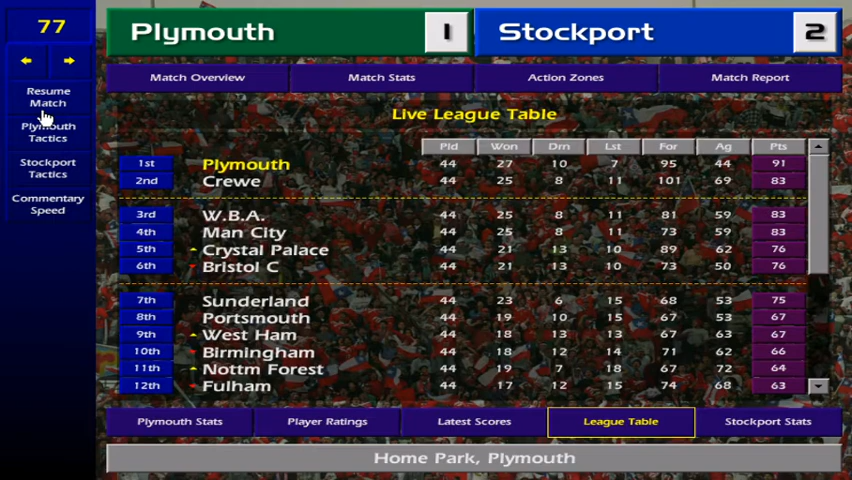 77
Plymouth 1 Stockport 2
Resume Match
Plymouth Tactics
Stockport Tactics
Commentary Speed
Match Overview Match Stats Action Zones Match Report
Live League Table
Pld Won Drn Lst For Ag Pts
1st Plymouth 44 27 10 7 95 44 91
2nd Crewe 44 25 8 11 101 69 83
3rd W.B.A. 44 25 8 11 81 59 83
4th Man City 44 25 8 11 73 59 83
5th Crystal Palace 44 21 13 10 89 62 76
6th Bristol C 44 21 13 10 73 50 76
7th Sunderland 44 23 6 15 68 53 75
8th Portsmouth 44 19 10 15 67 53 67
9th West Ham 44 18 13 13 67 63 67
10th Birmingham 44 18 12 14 71 62 66
11th Nottm Forest 44 19 7 18 67 72 64
12th Fulham 44 17 12 15 74 68 63
Plymouth Stats Player Ratings Latest Scores League Table Stockport Stats
Home Park, Plymouth